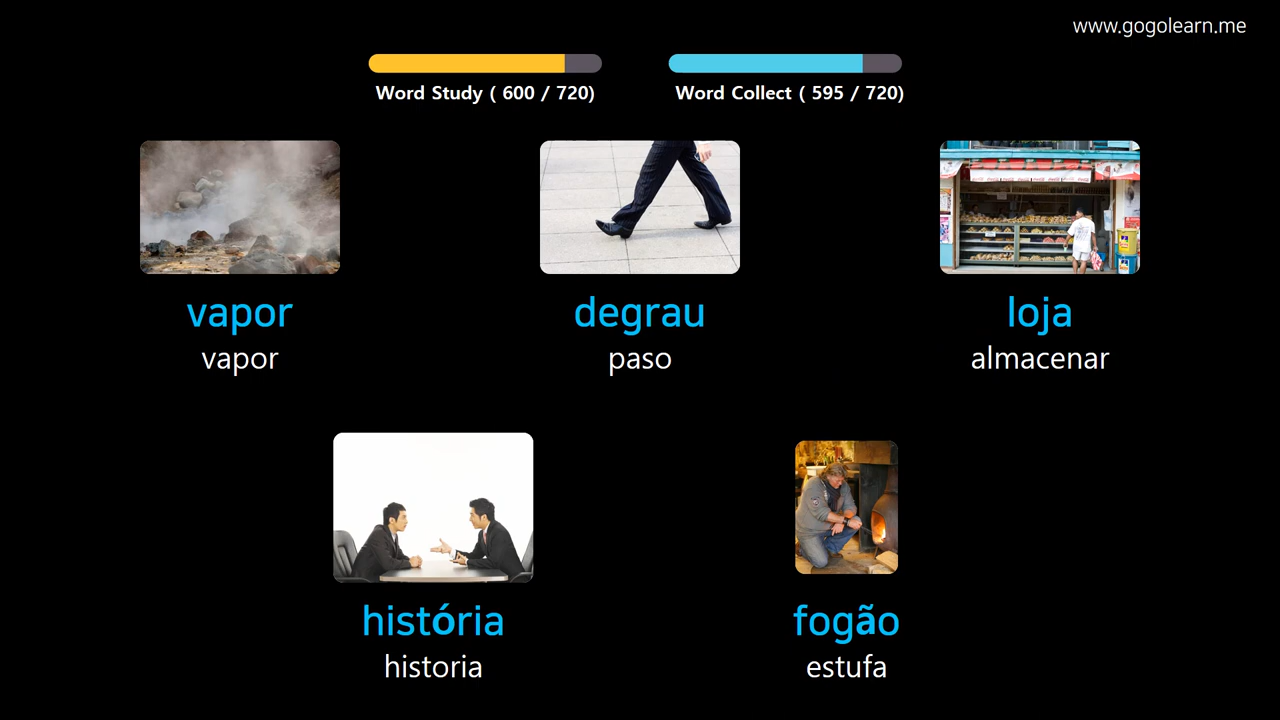 www.gogolearn.me
Word Study ( 600 / 720)
Word Collect ( 595 / 720)
vapor
vapor
degrau
paso
loja
almacenar
história
historia
fogão
estufa